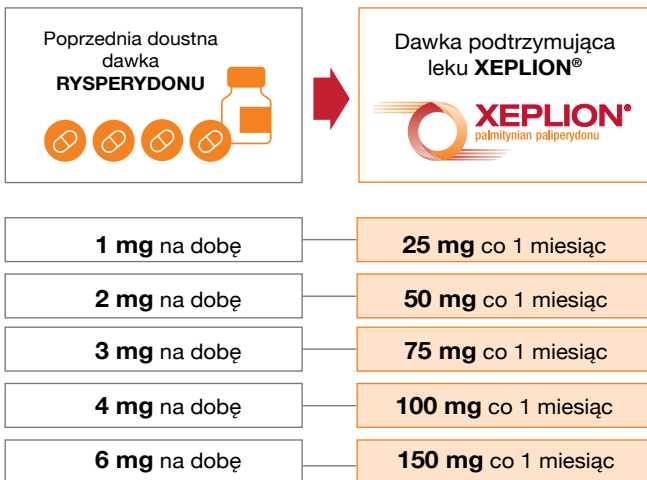 Poprzednia doustna
dawka
RYSPERYDONU
Dawka podtrzymująca
leku XEPLION®
XEPLION®
palmitynian paliperydonu
1 mg na dobę
25 mg co 1 miesiąc
2 mg na dobę
50 mg co 1 miesiąc
3 mg na dobę
75 mg co 1 miesiąc
4 mg na dobę
100 mg co 1 miesiąc
6 mg na dobę
150 mg co 1 miesiąc